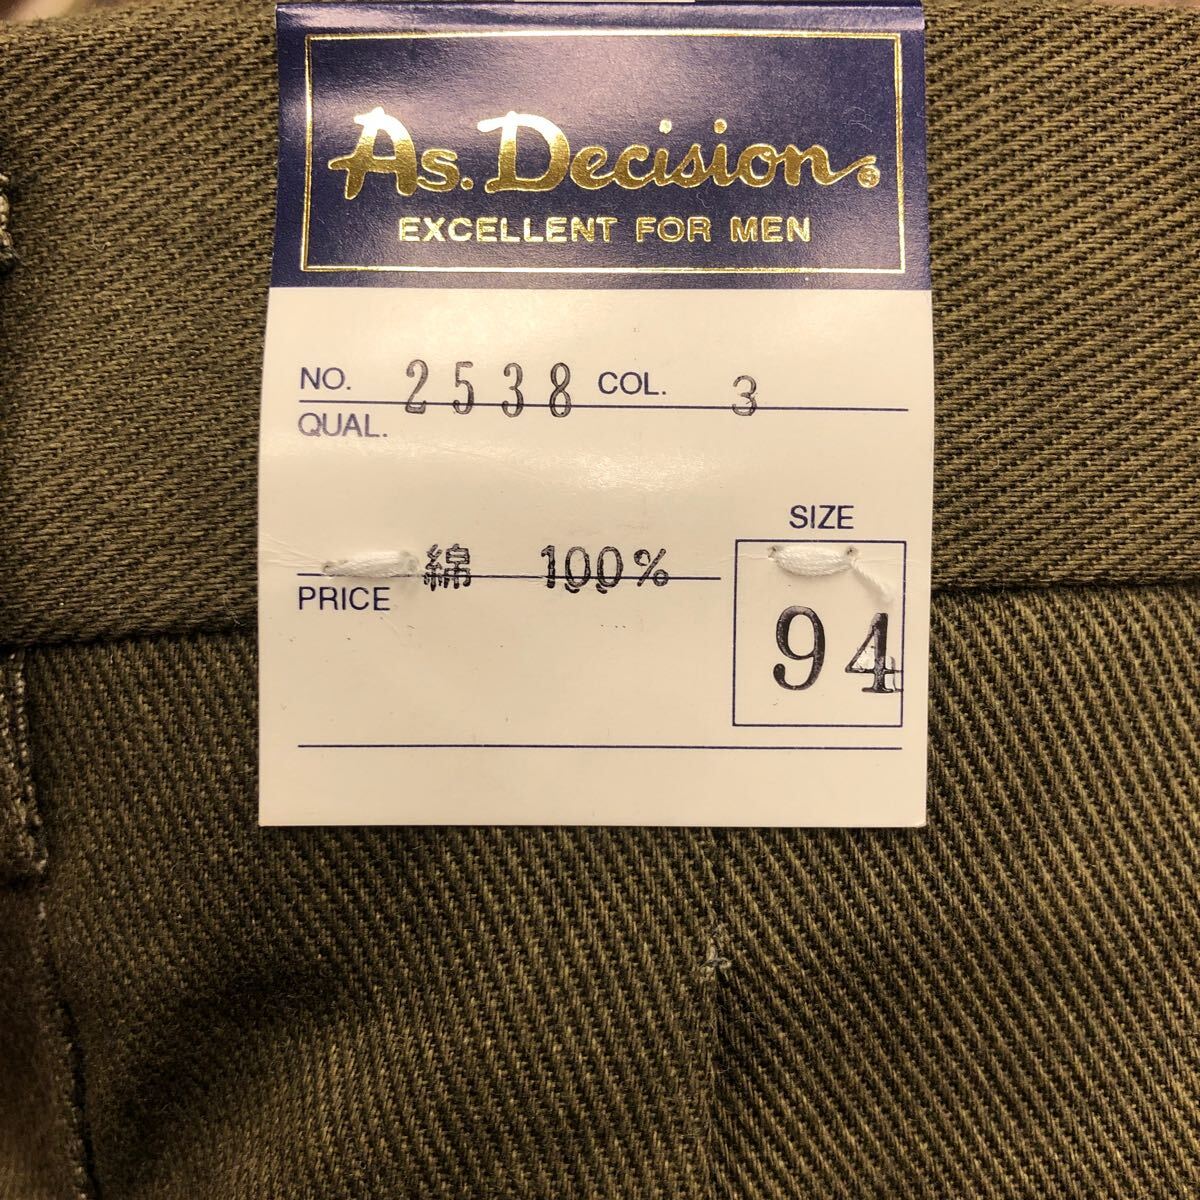 As. Decision®
EXCELLENT FOR MEN
NO. 2538 COL. 3
QUAL.
綿 100%
PRICE
SIZE
94